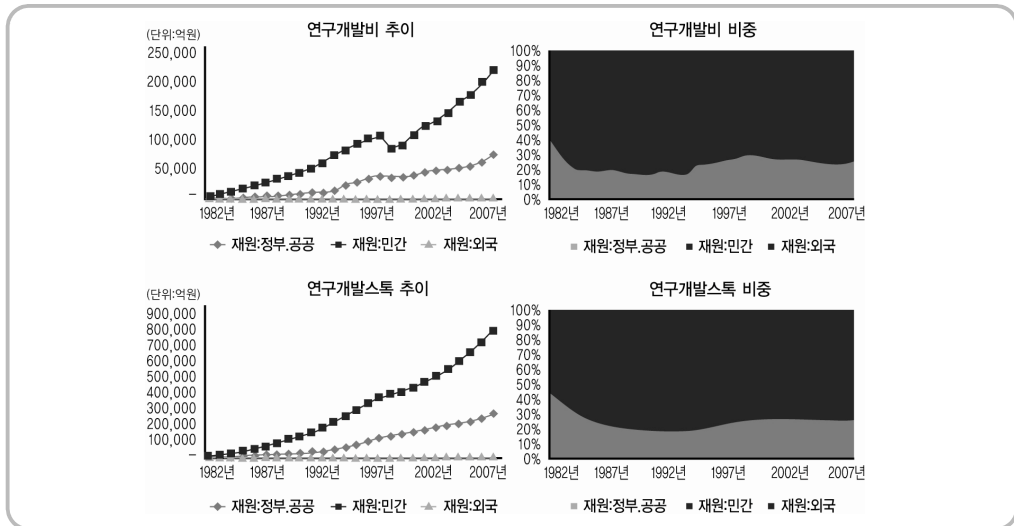 연구개발비 추이
(단위:억원)
250,000
200,000
150,000
100,000
50,000
–
1982년 1987년 1992년 1997년 2002년 2007년
재원:정부.공공 재원:민간 재원:외국
연구개발비 비중
100%
90%
80%
70%
60%
50%
40%
30%
20%
10%
0%
1982년 1987년 1992년 2002년 2007년
재원:정부.공공 재원:민간 재원:외국
연구개발스톡 추이
(단위:억원)
900,000
800,000
700,000
600,000
500,000
400,000
300,000
200,000
100,000
–
1982년 1987년 1992년 1997년 2002년 2007년
재원:정부.공공 재원:민간 재원:외국
연구개발스톡 비중
100%
90%
80%
70%
60%
50%
40%
30%
20%
10%
0%
1982년 1987년 1992년 2002년 2007년
재원:정부.공공 재원:민간 재원:외국